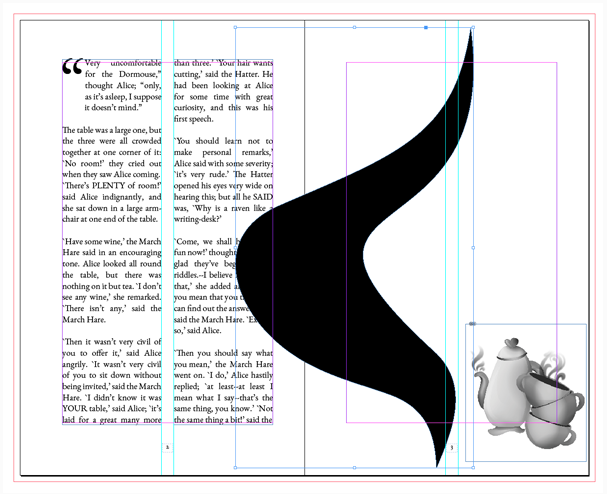 “ Very uncomfortable
for the Dormouse,”
thought Alice; “only,
as it’s asleep, I suppose
it doesn’t mind.”
The table was a large one, but
the three were all crowded
together at one corner of it:
`No room!’ they cried out
when they saw Alice coming.
`There’s PLENTY of room!’
said Alice indignantly, and
she sat down in a large arm-
chair at one end of the table.
`Have some wine,’ the March
Hare said in an encouraging
tone. Alice looked all round
the table, but there was
nothing on it but tea. `I don’t
see any wine,’ she remarked.
`There isn’t any,’ said the
March Hare.
`Then it wasn’t very civil of
you to offer it,’ said Alice
angrily. `It wasn’t very civil
of you to sit down without
being invited,’ said the March
Hare. `I didn’t know it was
YOUR table,’ said Alice; `it’s
laid for a great many more
than three.’ `Your hair wants
cutting,’ said the Hatter. He
had been looking at Alice
for some time with great
curiosity, and this was his
first speech.
`You should learn not to
make personal remarks,’
Alice said with some severity;
`it’s very rude.’ The Hatter
opened his eyes very wide on
hearing this; but all he SAID
was, `Why is a raven like a
writing-desk?’
`Come, we shall h
fun now!’ thought
glad they’ve beg
riddles.--I believe
that,’ she added a
you mean that you t
can find out the answe
said the March Hare. `Ex
so,’ said Alice.
`Then you should say what
you mean,’ the March Hare
went on. `I do,’ Alice hastily
replied; `at least--at least I
mean what I say--that’s the
same thing, you know.’ `Not
the same thing a bit!’ said the
2
3